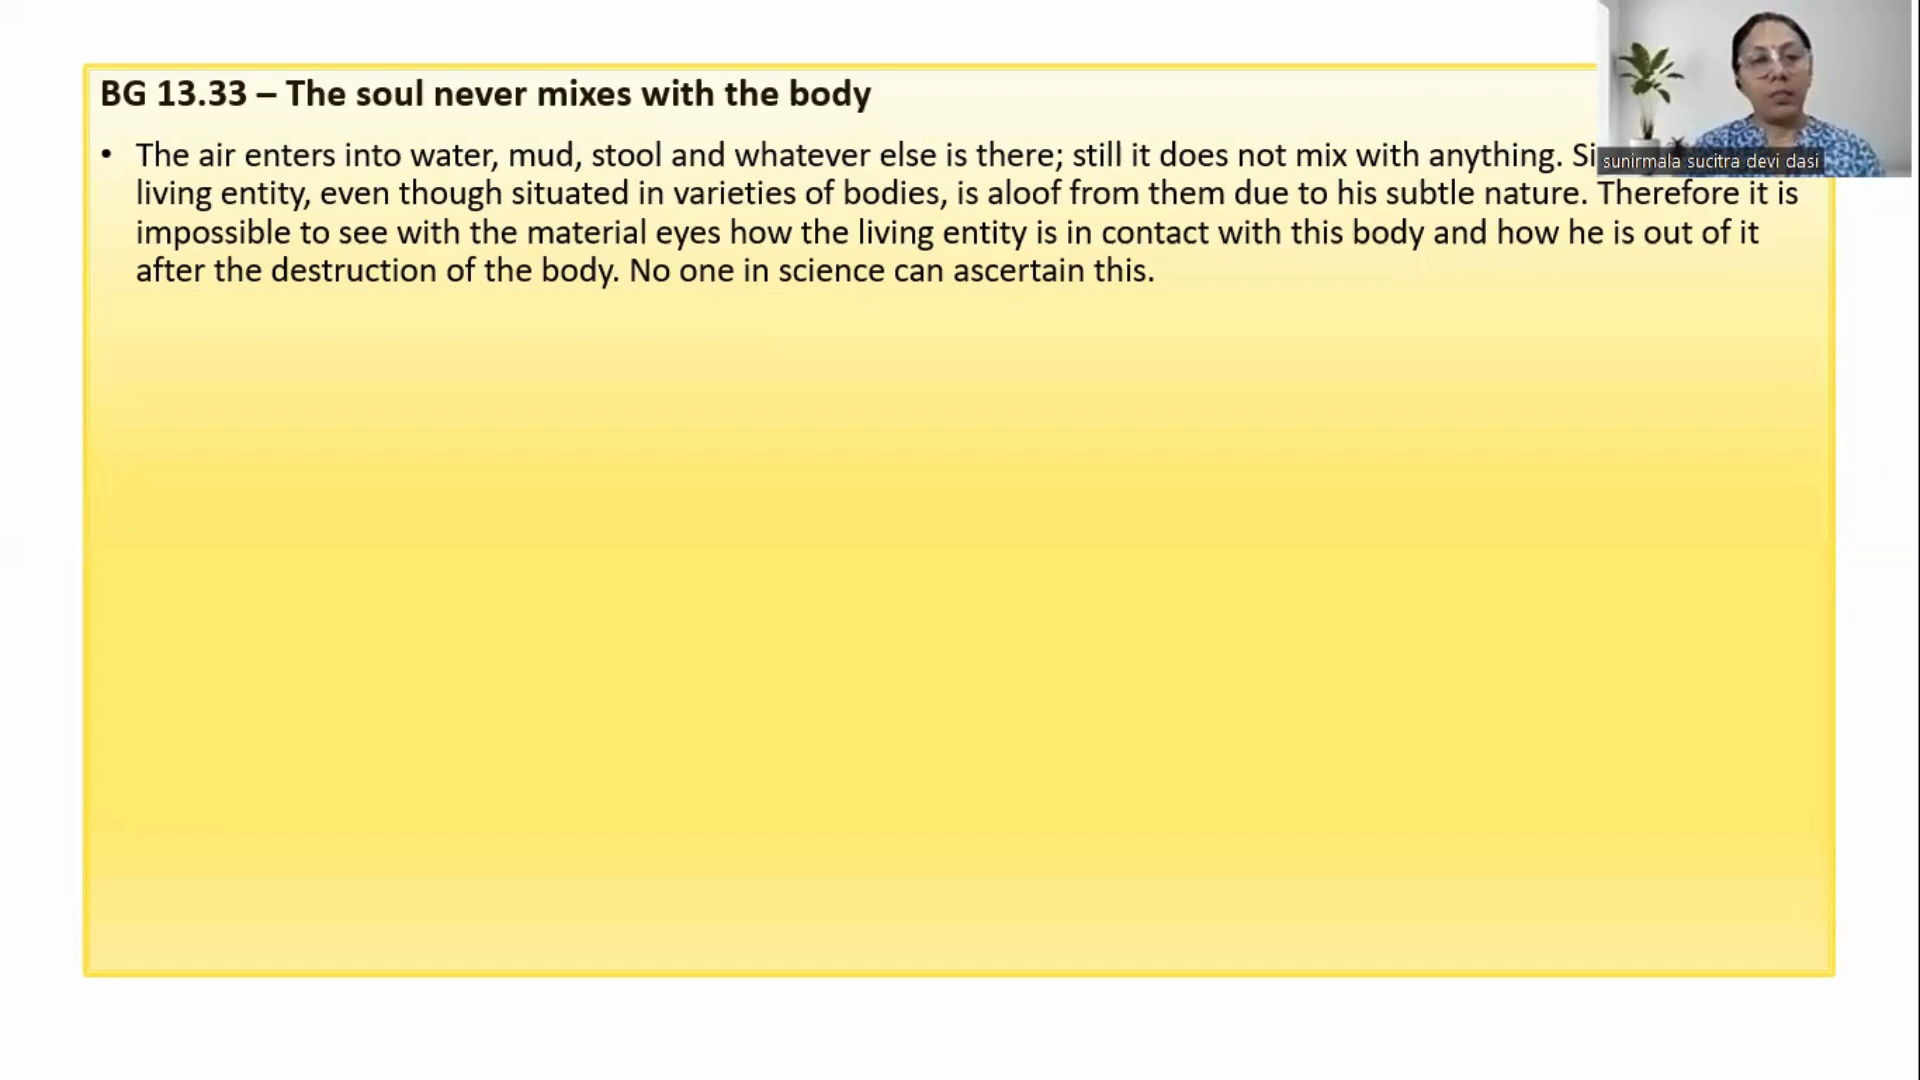 BG 13.33 – The soul never mixes with the body
• The air enters into water, mud, stool and whatever else is there; still it does not mix with anything.
living entity, even though situated in varieties of bodies, is aloof from them due to his subtle nature. Therefore it is
impossible to see with the material eyes how the living entity is in contact with this body and how he is out of it
after the destruction of the body. No one in science can ascertain this.
sunirmala sucitra devi dasi